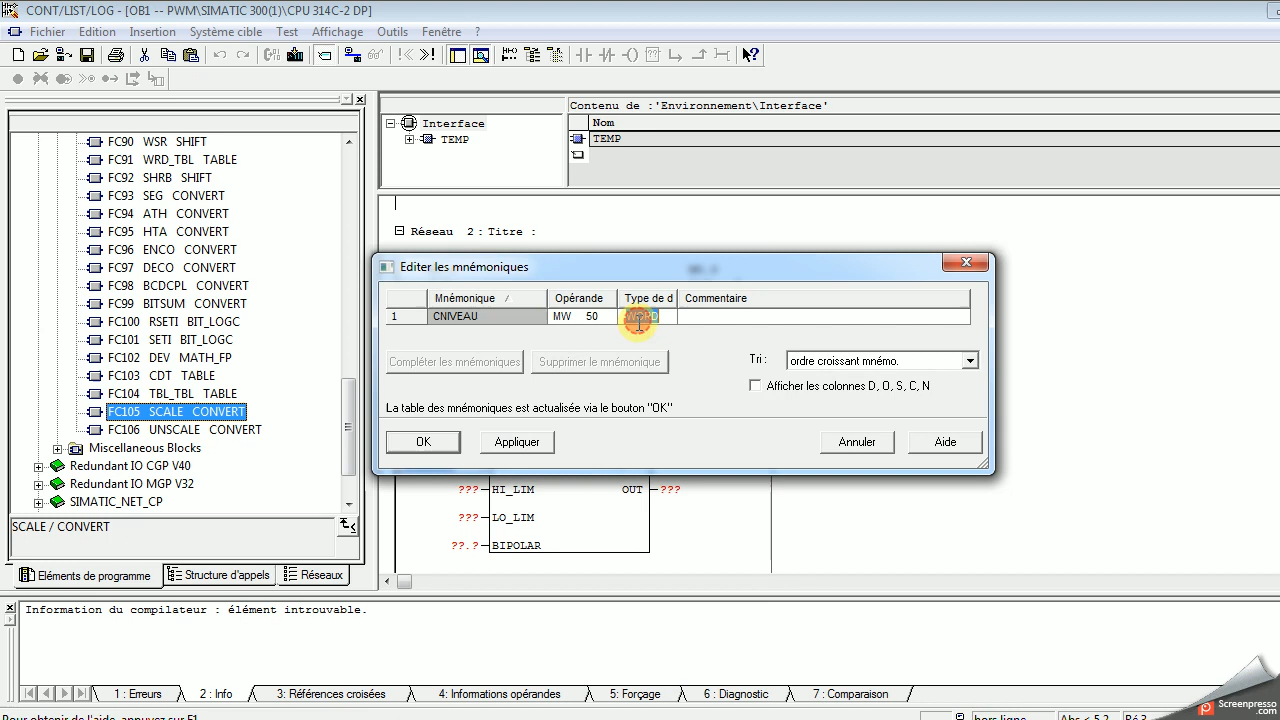 CONT/LIST/LOG - [OB1 -- PWM\SIMATIC 300(1)\CPU 314C-2 DP]
Fichier Edition Insertion Système cible Test Affichage Outils Fenêtre ?
Contenu de :'Environnement\Interface'
Interface
TEMP
Nom
TEMP
FC90 WSR SHIFT
FC91 WRD_TBL TABLE
FC92 SHRB SHIFT
FC93 SEG CONVERT
FC94 ATH CONVERT
FC95 HTA CONVERT
FC96 ENCO CONVERT
FC97 DECO CONVERT
FC98 BCDCPL CONVERT
FC99 BITSUM CONVERT
FC100 RSETI BIT_LOGC
FC101 SETI BIT_LOGC
FC102 DEV MATH_FP
FC103 CDT TABLE
FC104 TBL_TBL TABLE
FC105 SCALE CONVERT
FC106 UNSCALE CONVERT
Miscellaneous Blocks
Redundant IO CGP V40
Redundant IO MGP V32
SIMATIC_NET_CP
SCALE / CONVERT
Eléments de programme Structure d'appels Réseaux
Réseau 2 : Titre :
Editer les mnémoniques
Mnémonique Opérande Type de d Commentaire
1 CNIVEAU MW 50 WORD
Compléter les mnémoniques Supprimer le mnémonique Tri : ordre croissant mnémo.
Afficher les colonnes D, O, S, C, N
La table des mnémoniques est actualisée via le bouton "OK"
OK Appliquer Annuler Aide
??? HI_LIM OUT ???
??? LO_LIM
??.? BIPOLAR
Information du compilateur : élément introuvable.
1 : Erreurs 2 : Info 3: Références croisées 4: Informations opérandes 5: Forçage 6 : Diagnostic 7 : Comparaison
Pour obtenir de l'aide, appuyez sur F1. hors ligne Abs < 5.2
Screenpresso
.com